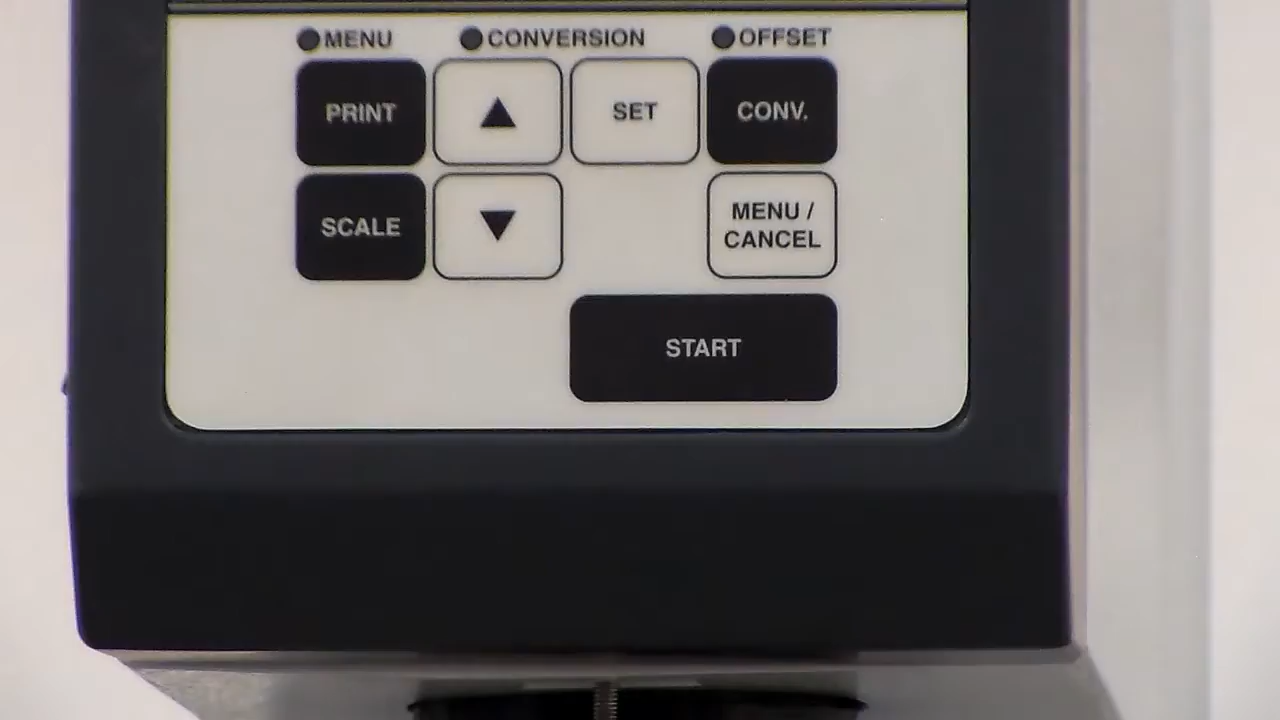 MENU CONVERSION OFFSET
PRINT SET CONV.
SCALE MENU /
CANCEL
START